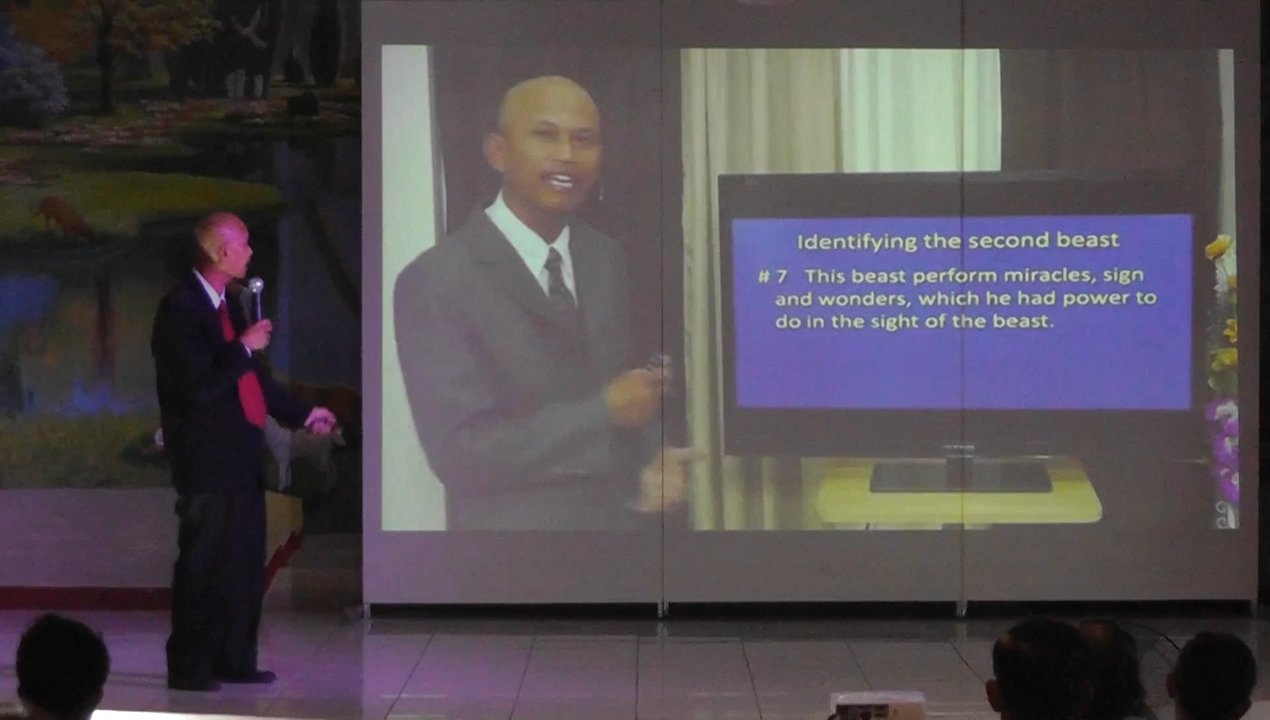 Identifying the second beast
# 7 This beast perform miracles, sign
and wonders, which he had power to
do in the sight of the beast.